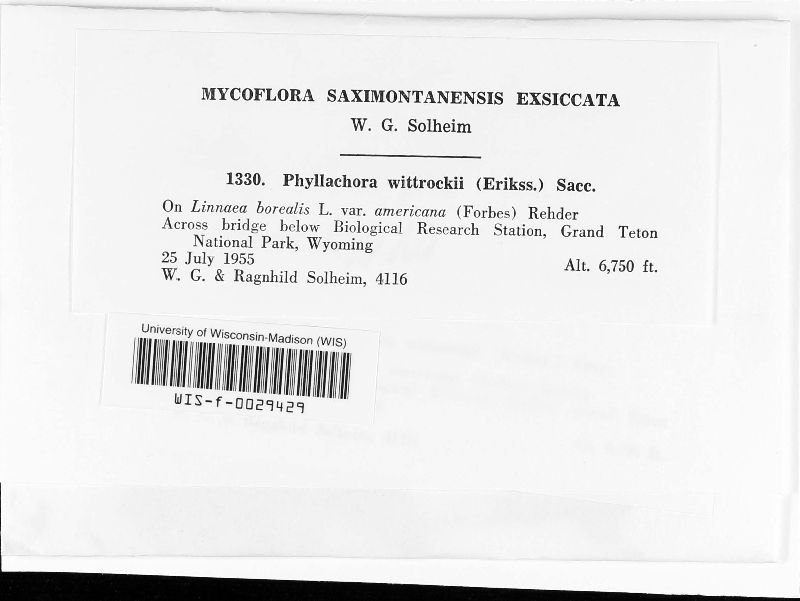 MYCOFLORA SAXIMONTANENSIS EXSICCATA
W. G. Solheim
1330. Phyllachora wittrockii (Erikss.) Sacc.
On Linnaea borealis L. var. americana (Forbes) Rehder
Across bridge below Biological Research Station, Grand Teton
National Park, Wyoming
25 July 1955 Alt. 6,750 ft.
W. G. & Ragnhild Solheim, 4116
University of Wisconsin-Madison (WIS)
WIS-f-0029429